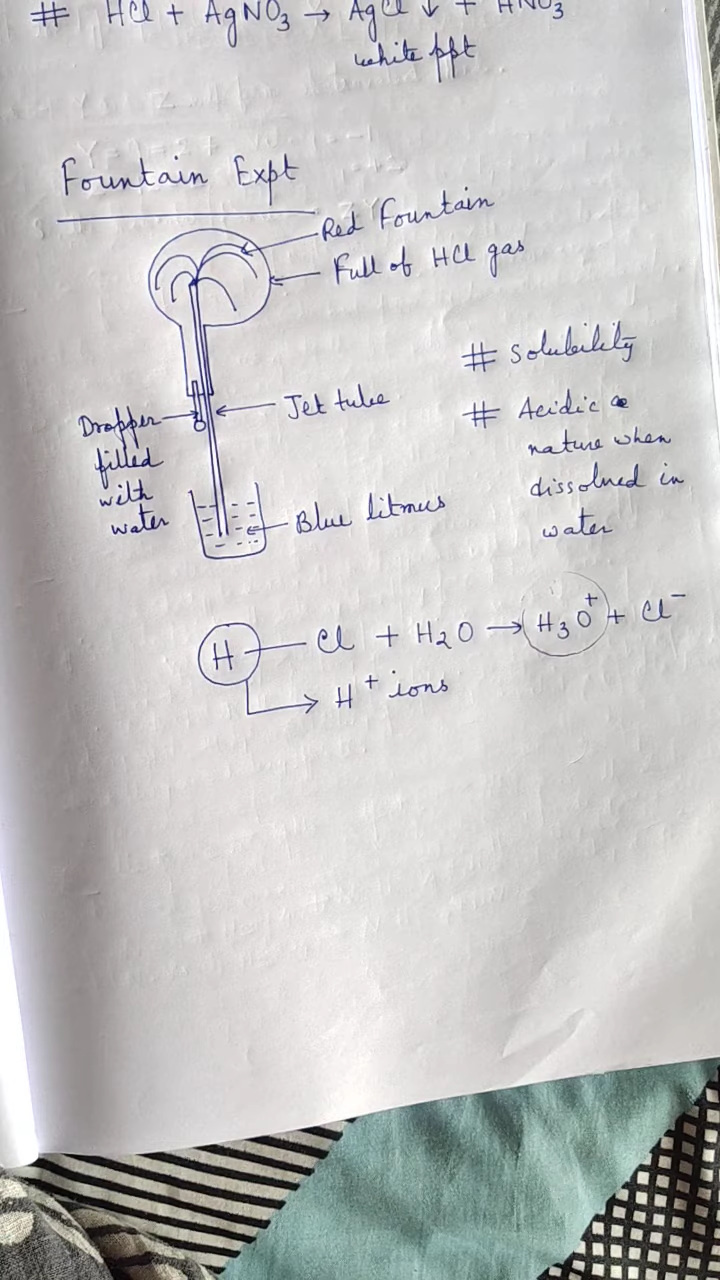 # HCl + AgNO3 → AgCl ↓ + HNO3
white ppt
Fountain Expt
Red Fountain
Full of HCl gas
# Solubility
# Acidic
nature when
dissolved in
water
Dropper
filled
with
water
Jet tube
Blue litmus
H — Cl + H2O → H3O+ + Cl-
→ H+ ions